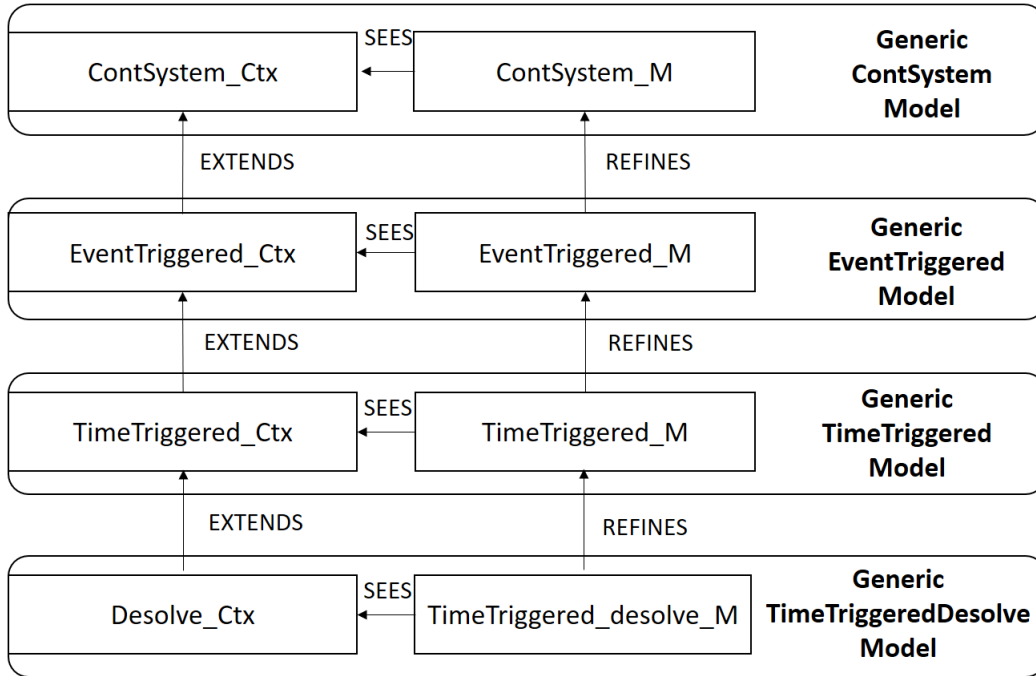 SEES
Generic
ContSystem
Model
ContSystem_Ctx
ContSystem_M
EXTENDS
REFINES
SEES
Generic
EventTriggered
Model
EventTriggered_Ctx
EventTriggered_M
EXTENDS
REFINES
SEES
Generic
TimeTriggered
Model
TimeTriggered_Ctx
TimeTriggered_M
EXTENDS
REFINES
SEES
Generic
TimeTriggeredDesolve
Model
Desolve_Ctx
TimeTriggered_desolve_M